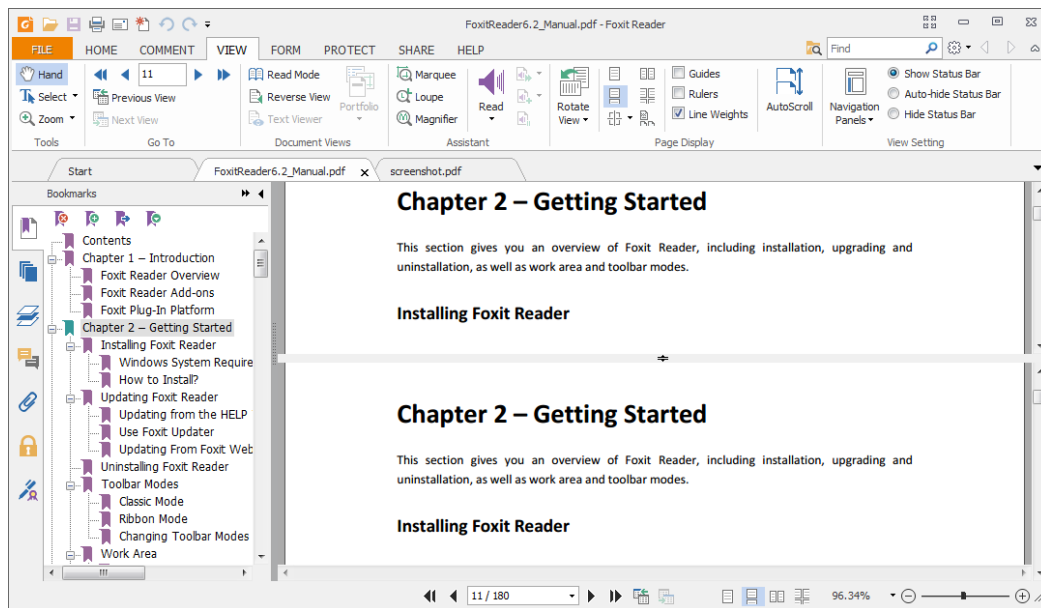 FoxitReader6.2_Manual.pdf - Foxit Reader
FILE HOME COMMENT VIEW FORM PROTECT SHARE HELP Find
Hand 11 Read Mode Marquee Guides Show Status Bar
Select Previous View Reverse View Loupe Rulers Auto-hide Status Bar
Zoom Next View Text Viewer Magnifier Line Weights Hide Status Bar
Portfolio Read Rotate View AutoScroll Navigation Panels
Tools Go To Document Views Assistant Page Display View Setting
Start FoxitReader6.2_Manual.pdf x screenshot.pdf
Bookmarks
Contents
Chapter 1 – Introduction
Foxit Reader Overview
Foxit Reader Add-ons
Foxit Plug-In Platform
Chapter 2 – Getting Started
Installing Foxit Reader
Windows System Require
How to Install?
Updating Foxit Reader
Updating from the HELP
Use Foxit Updater
Updating From Foxit Web
Uninstalling Foxit Reader
Toolbar Modes
Classic Mode
Ribbon Mode
Changing Toolbar Modes
Work Area
Chapter 2 – Getting Started
This section gives you an overview of Foxit Reader, including installation, upgrading and
uninstallation, as well as work area and toolbar modes.
Installing Foxit Reader
Chapter 2 – Getting Started
This section gives you an overview of Foxit Reader, including installation, upgrading and
uninstallation, as well as work area and toolbar modes.
Installing Foxit Reader
11 / 180 96.34%